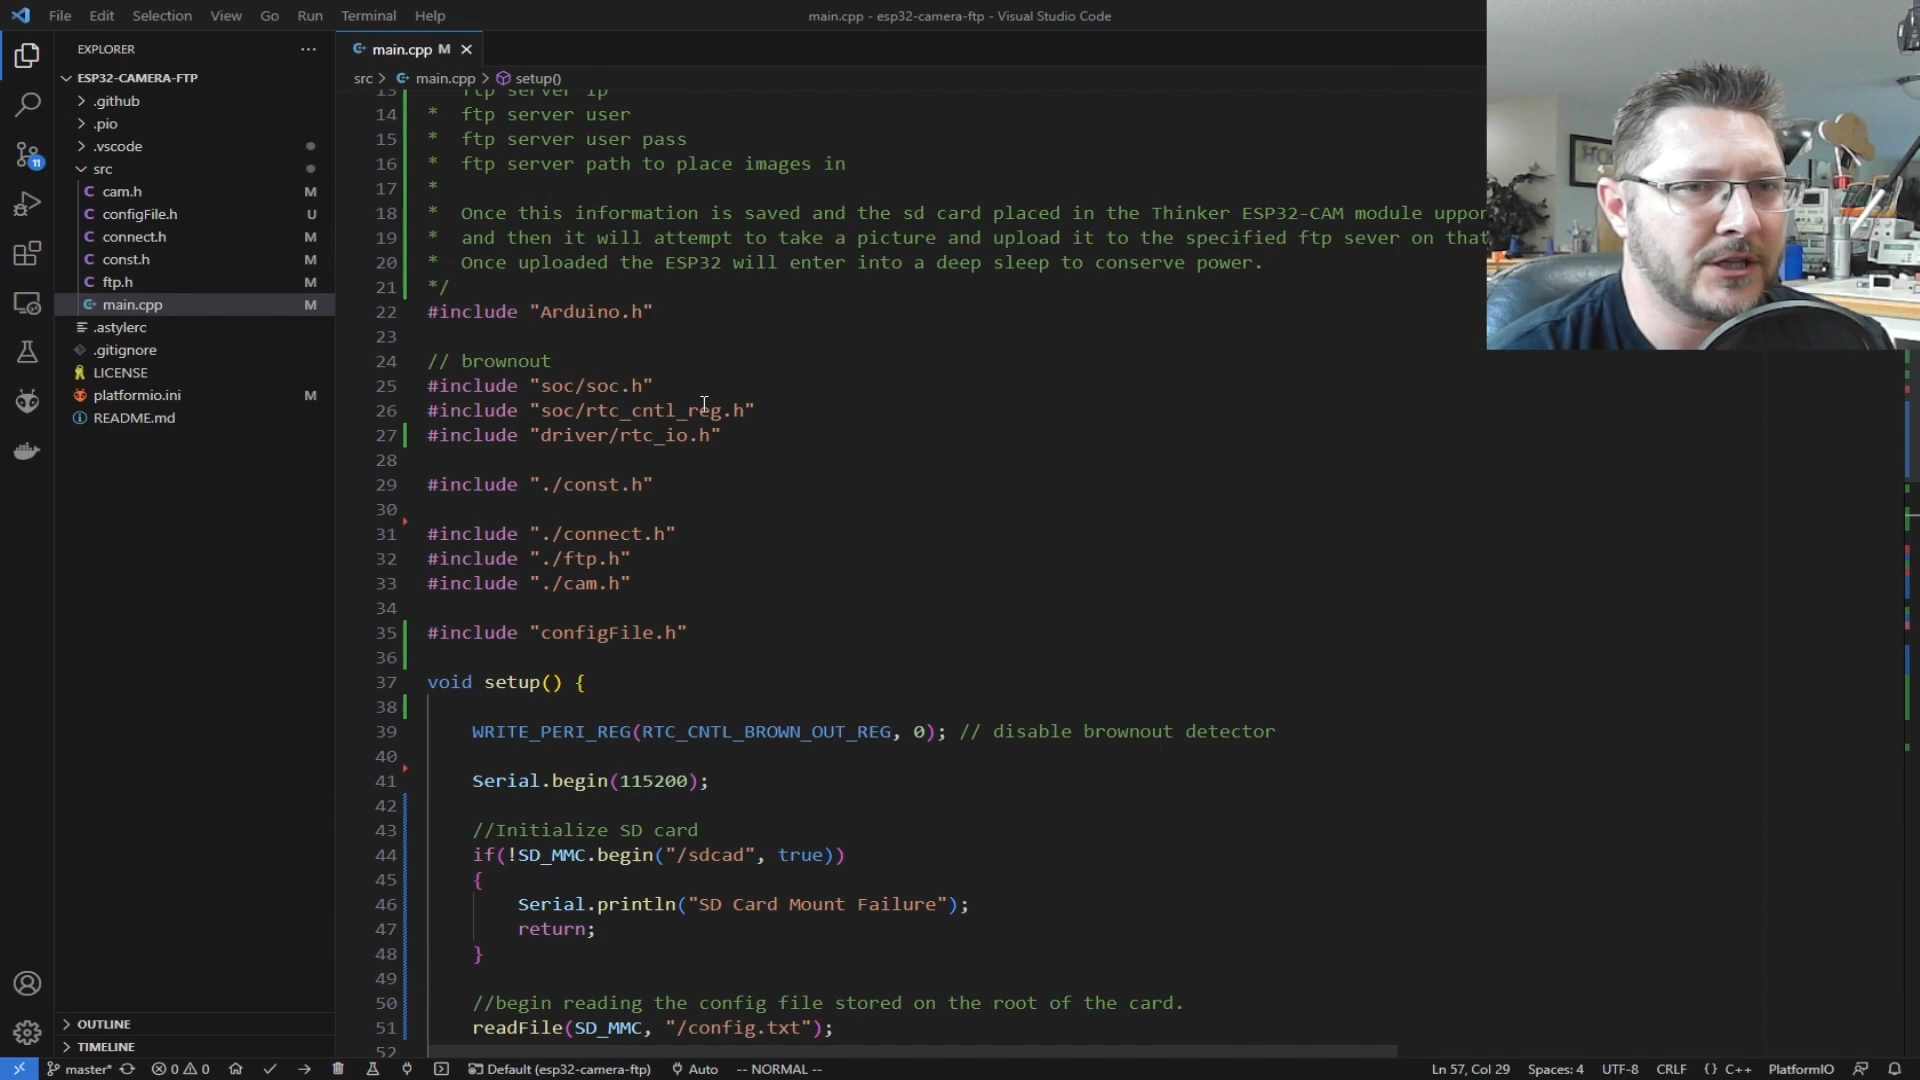 File Edit Selection View Go Run Terminal Help
main.cpp - esp32-camera-ftp - Visual Studio Code
EXPLORER
ESP32-CAMERA-FTP
.github
.pio
.vscode
src
C cam.h M
C configFile.h U
C connect.h M
C const.h M
C ftp.h M
main.cpp M
.astylerc
.gitignore
LICENSE
platformio.ini M
README.md
11
OUTLINE
TIMELINE
main.cpp M
src > main.cpp > setup()
13 ftp server ip
14 * ftp server user
15 * ftp server user pass
16 * ftp server path to place images in
17 *
18 * Once this information is saved and the sd card placed in the Thinker ESP32-CAM module uppor
19 * and then it will attempt to take a picture and upload it to the specified ftp sever on that
20 * Once uploaded the ESP32 will enter into a deep sleep to conserve power.
21 */
22 #include "Arduino.h"
23
24 // brownout
25 #include "soc/soc.h"
26 #include "soc/rtc_cntl_reg.h"
27 #include "driver/rtc_io.h"
28
29 #include "./const.h"
30
31 #include "./connect.h"
32 #include "./ftp.h"
33 #include "./cam.h"
34
35 #include "configFile.h"
36
37 void setup() {
38
39 WRITE_PERI_REG(RTC_CNTL_BROWN_OUT_REG, 0); // disable brownout detector
40
41 Serial.begin(115200);
42
43 //Initialize SD card
44 if(!SD_MMC.begin("/sdcad", true))
45 {
46 Serial.println("SD Card Mount Failure");
47 return;
48 }
49
50 //begin reading the config file stored on the root of the card.
51 readFile(SD_MMC, "/config.txt");
52
master* 0 0 Default (esp32-camera-ftp) Auto -- NORMAL -- Ln 57, Col 29 Spaces: 4 UTF-8 CRLF {} C++ PlatformIO